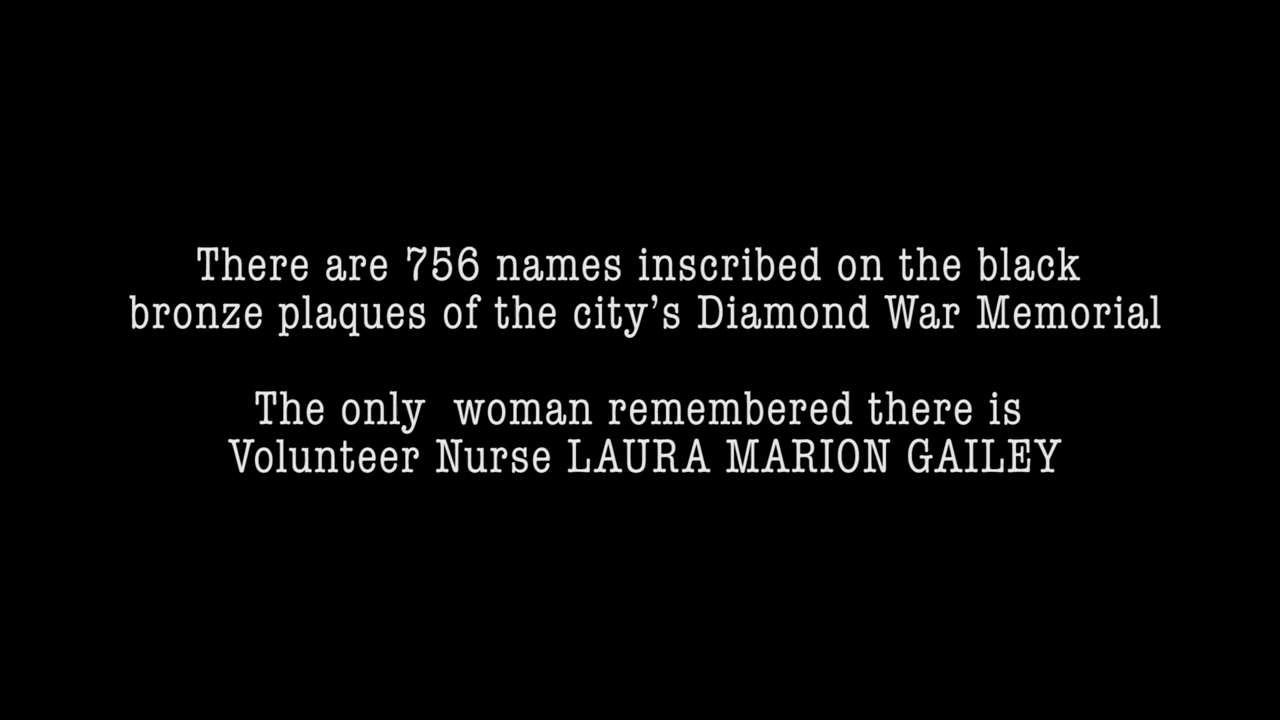 There are 756 names inscribed on the black
bronze plaques of the city’s Diamond War Memorial
The only  woman remembered there is
Volunteer Nurse LAURA MARION GAILEY